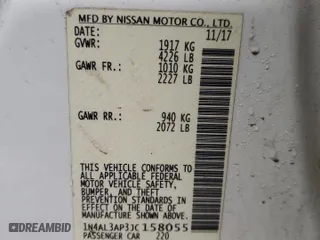 MFD BY NISSAN MOTOR CO., LTD.
DATE: 11/17
GVWR: 1917 KG
4226 LB
GAWR FR.: 1010 KG
2227 LB
GAWR RR.: 940 KG
2072 LB
THIS VEHICLE CONFORMS TO
ALL APPLICABLE FEDERAL
MOTOR VEHICLE SAFETY,
BUMPER, AND THEFT
PREVENTION STANDARDS
IN EFFECT ON THE DATE OF
MANUFACTURE SHOWN ABOVE.
1N4AL3AP3JC158055
PASSENGER CAR 220